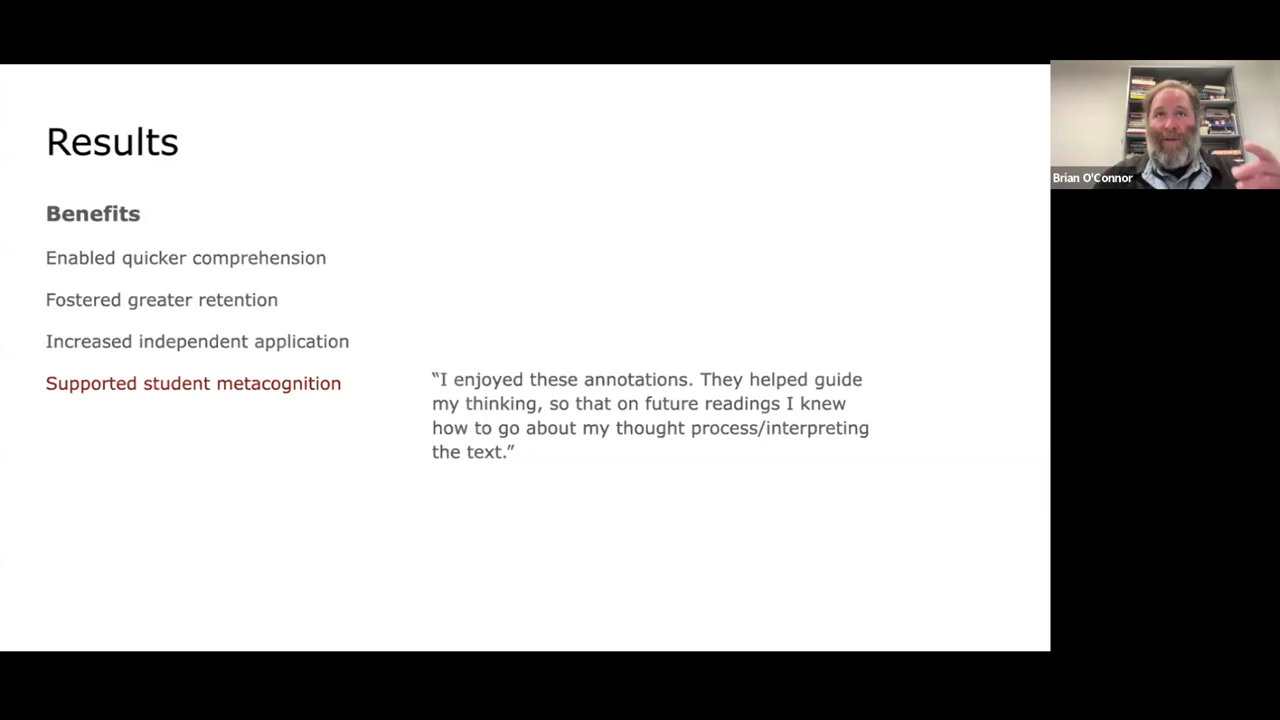 Results
Benefits
Enabled quicker comprehension
Fostered greater retention
Increased independent application
Supported student metacognition
“I enjoyed these annotations. They helped guide
my thinking, so that on future readings I knew
how to go about my thought process/interpreting
the text.”
Brian O'Connor